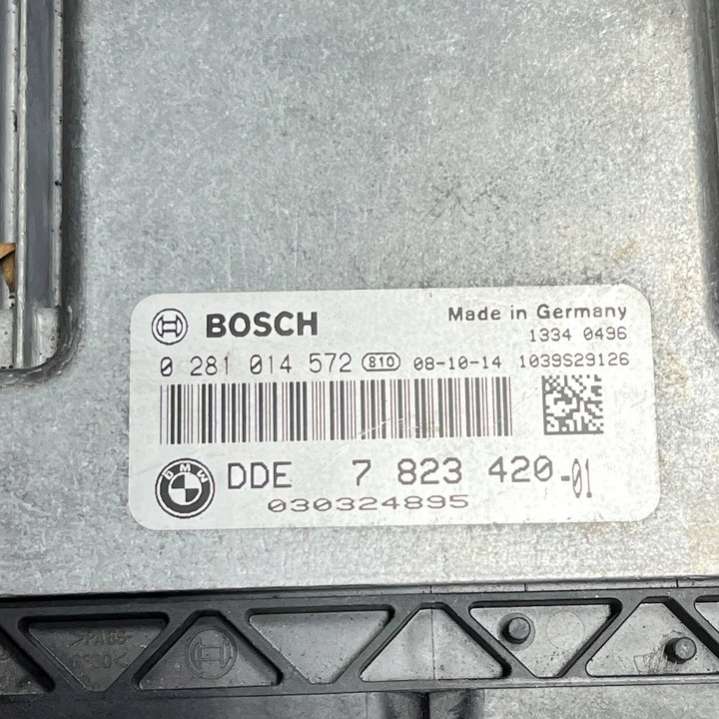 BOSCH
Made in Germany
1334 0496
0 281 014 572 810 08-10-14 1039S29126
BMW
DDE 7 823 420-01
030324895